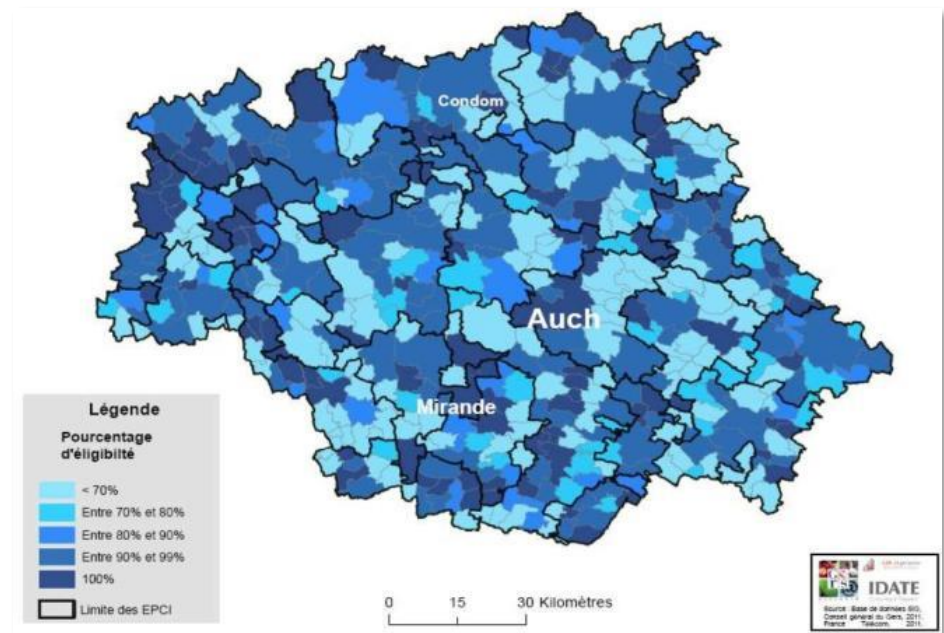 Condom
Auch
Mirande
Légende
Pourcentage
d'éligibilté
< 70%
Entre 70% et 80%
Entre 80% et 90%
Entre 90% et 99%
100%
Limite des EPCI
0 15 30 Kilomètres
IDATE
Source : Base de données SIG,
Conseil général du Gers, 2011.
France Télécom, 2011.